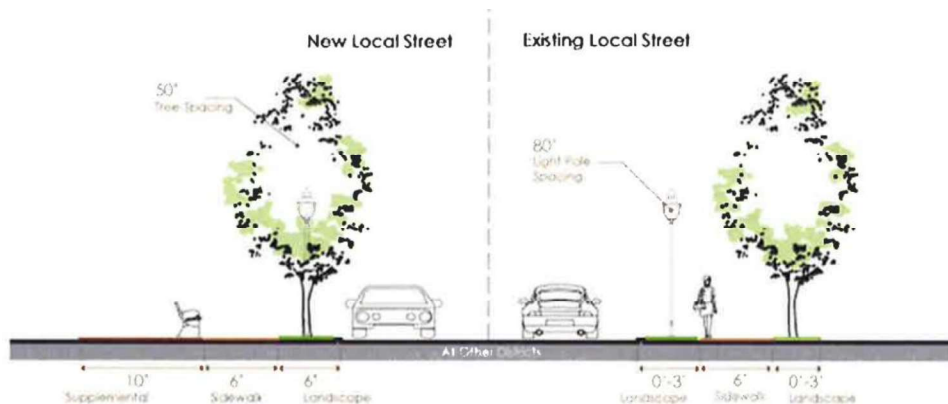 New Local Street
Existing Local Street
50'
Tree Spacing
80'
Light Pole
Spacing
All Other Districts
10'
6'
6'
0'-3'
6'
0'-3'
Supplemental
Sidewalk
Landscape
Landscape
Sidewalk
Landscape